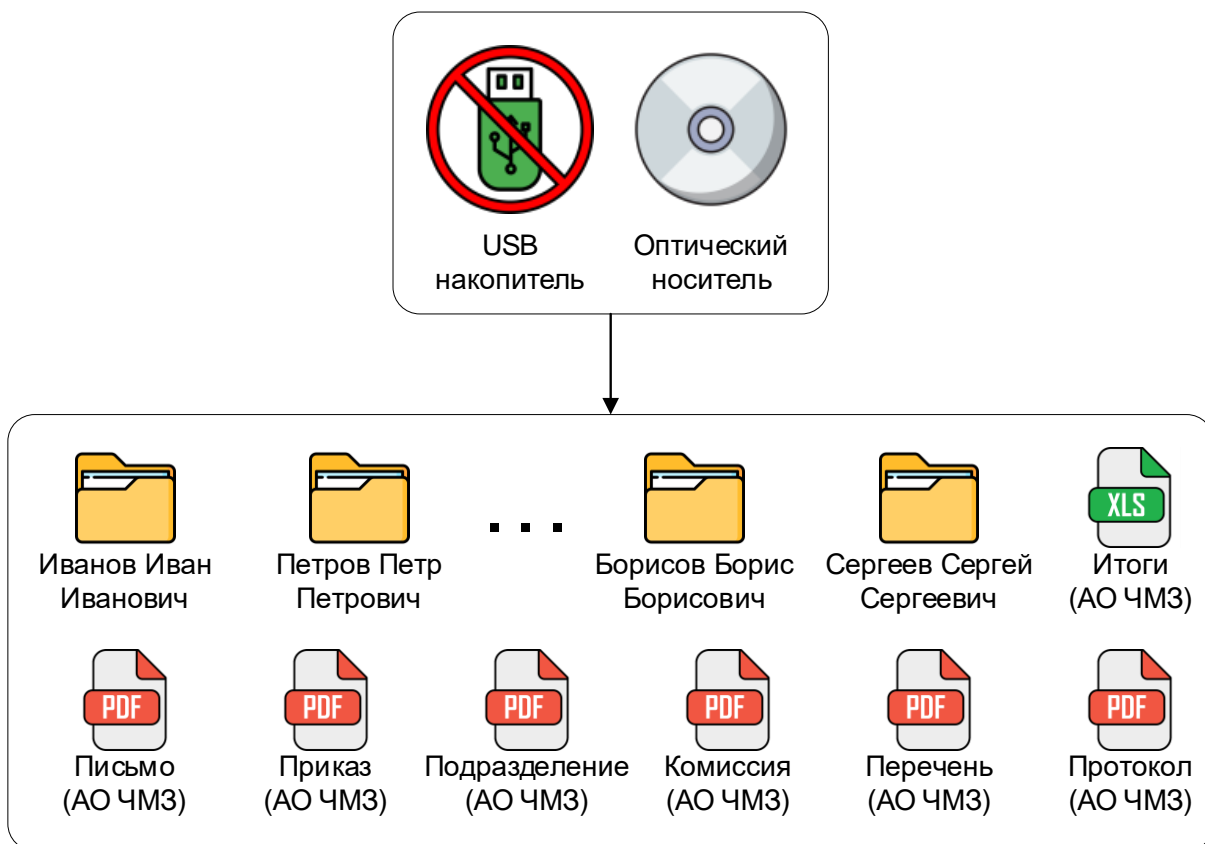 USB
накопитель
Оптический
носитель
Иванов Иван
Иванович
Петров Петр
Петрович
. . .
Борисов Борис
Борисович
Сергеев Сергей
Сергеевич
XLS
Итоги
(АО ЧМЗ)
PDF
Письмо
(АО ЧМЗ)
PDF
Приказ
(АО ЧМЗ)
PDF
Подразделение
(АО ЧМЗ)
PDF
Комиссия
(АО ЧМЗ)
PDF
Перечень
(АО ЧМЗ)
PDF
Протокол
(АО ЧМЗ)